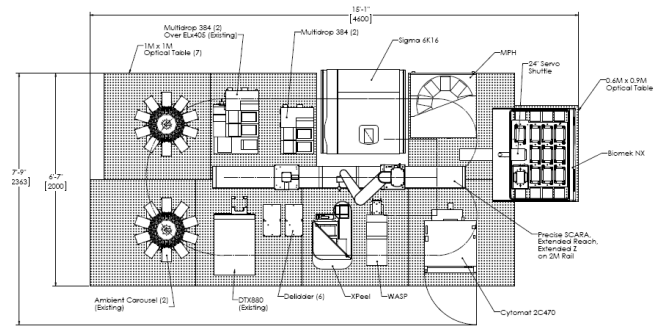 15'-1"
[4600]
Multidrop 384 (2)
Over ELx405 (Existing)
Multidrop 384 (2)
Sigma 6K16
MPH
1M x 1M
Optical Table (7)
24" Servo
Shuttle
0.6M x 0.9M
Optical Table
7'-9"
2363]
6'-7"
[2000]
Biomek NX
Precise SCARA,
Extended Reach,
Extended Z
on 2M Rail
Ambient Carousel (2)
(Existing)
DTX880
(Existing)
Delidder (6)
XPeel
WASP
Cytomat 2C470